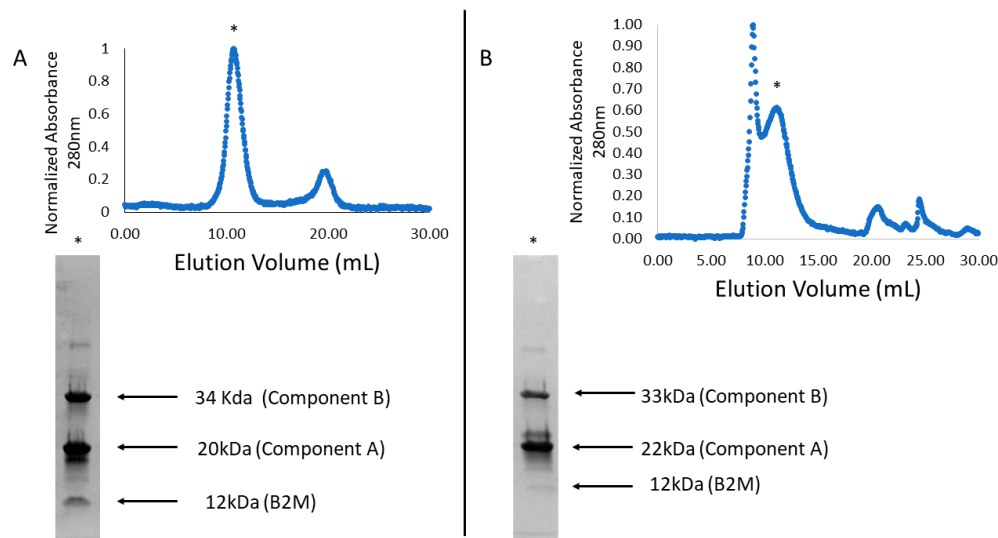 A
*
Normalized Absorbance
280nm
1
0.8
0.6
0.4
0.2
0
0.00
10.00
20.00
30.00
Elution Volume (mL)
*
34 Kda (Component B)
20kDa (Component A)
12kDa (B2M)
B
*
Normalized Absorbance
280nm
1.00
0.90
0.80
0.70
0.60
0.50
0.40
0.30
0.20
0.10
0.00
0.00
5.00
10.00
15.00
20.00
25.00
30.00
Elution Volume (mL)
*
33kDa (Component B)
22kDa (Component A)
12kDa (B2M)